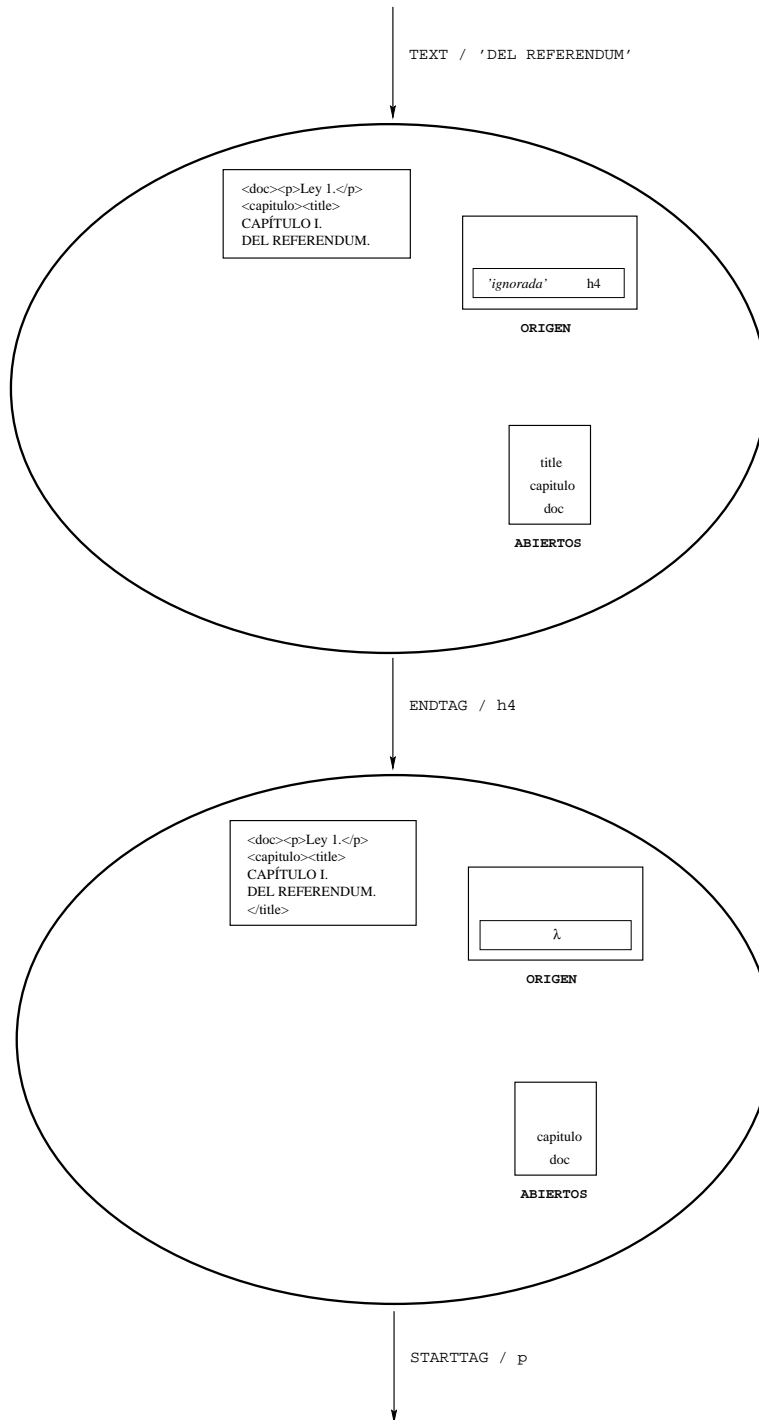 TEXT / 'DEL REFERENDUM'
<doc><p>Ley 1.</p>
<capitulo><title>
CAPÍTULO I.
DEL REFERENDUM.
'ignorada' h4
ORIGEN
title
capitulo
doc
ABIERTOS
ENDTAG / h4
<doc><p>Ley 1.</p>
<capitulo><title>
CAPÍTULO I.
DEL REFERENDUM.
</title>
λ
ORIGEN
capitulo
doc
ABIERTOS
STARTTAG / p